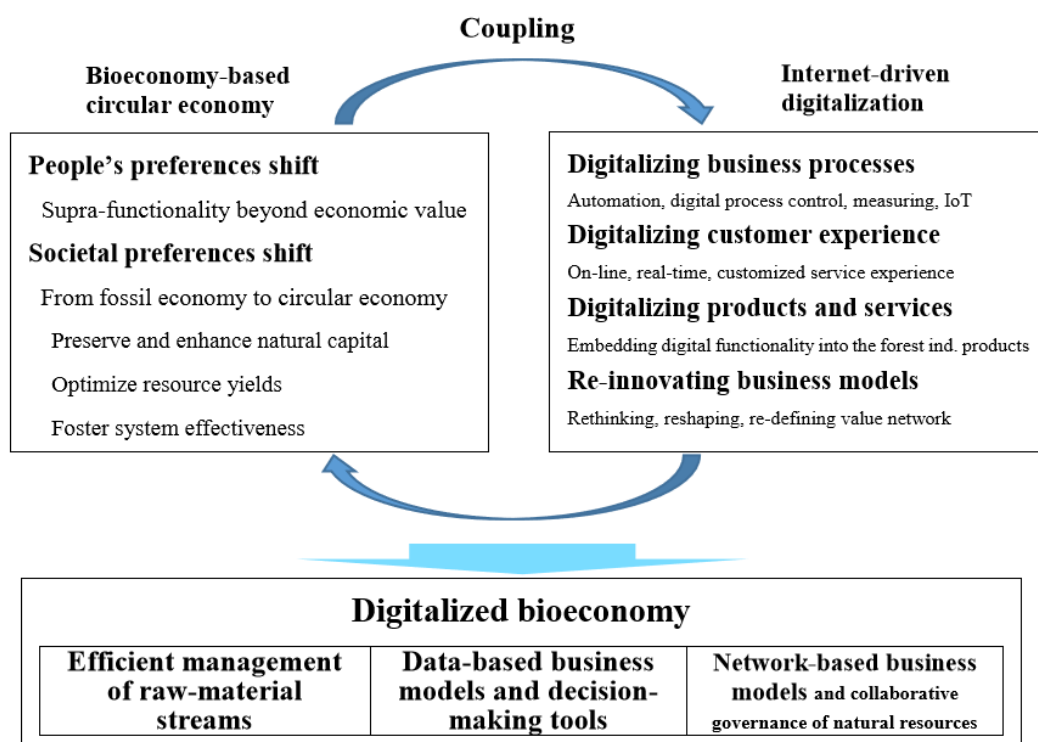 Coupling
Bioeconomy-based
circular economy
Internet-driven
digitalization
People’s preferences shift
Supra-functionality beyond economic value
Societal preferences shift
From fossil economy to circular economy
Preserve and enhance natural capital
Optimize resource yields
Foster system effectiveness
Digitalizing business processes
Automation, digital process control, measuring, IoT
Digitalizing customer experience
On-line, real-time, customized service experience
Digitalizing products and services
Embedding digital functionality into the forest ind. products
Re-innovating business models
Rethinking, reshaping, re-defining value network
Digitalized bioeconomy
Efficient management
of raw-material
streams
Data-based business
models and decision-
making tools
Network-based business
models and collaborative
governance of natural resources